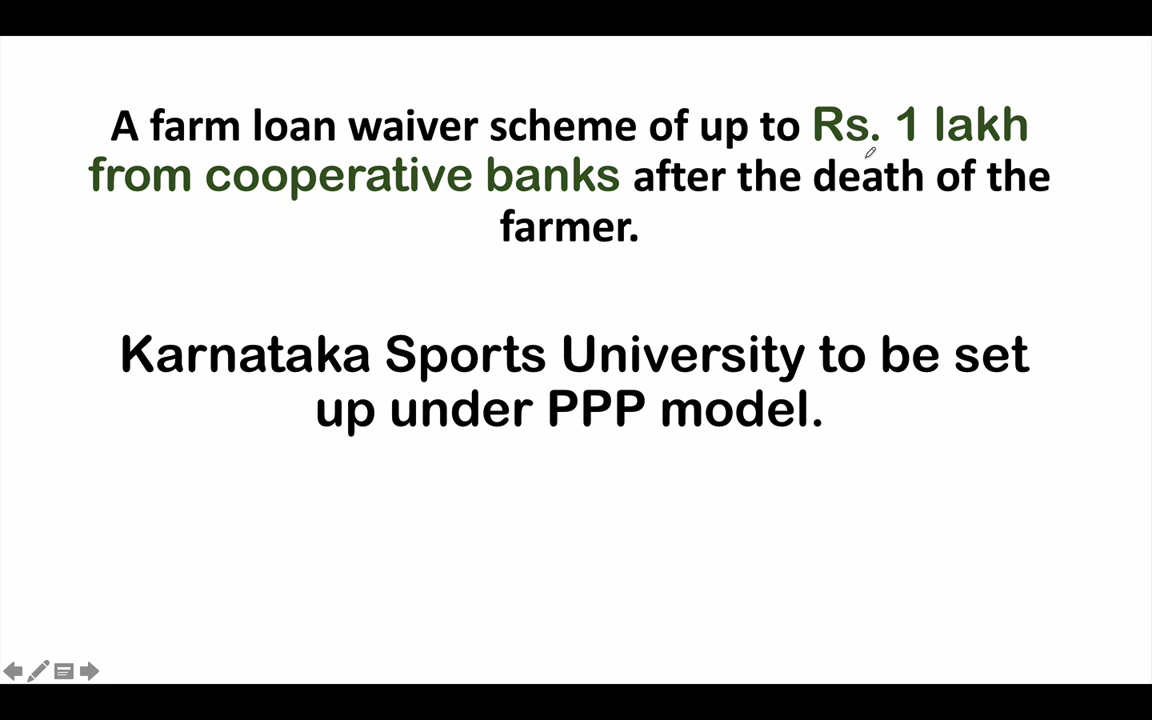 A farm loan waiver scheme of up to Rs. 1 lakh
from cooperative banks after the death of the
farmer.
Karnataka Sports University to be set
up under PPP model.